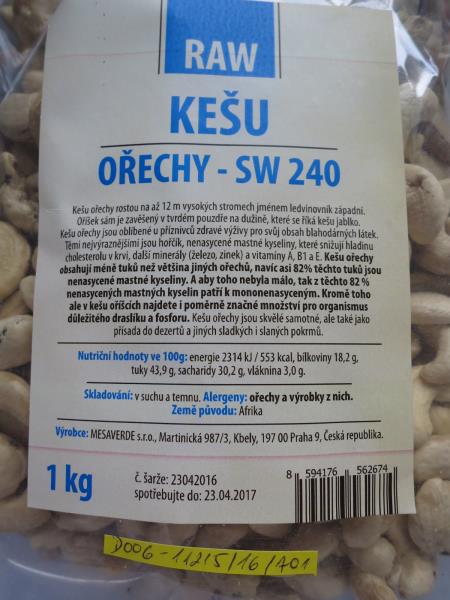 RAW
KEŠU
OŘECHY - SW 240
Kešu ořechy rostou na až 12 m vysokých stromech jménem ledvinovník západní.
Oříšek sám je zavěšený v tvrdém pouzdře na dužině, které se říká kešu jablko.
Kešu ořechy jsou oblíbené u příznivců zdravé výživy pro svůj obsah blahodárných látek.
Těmi nejvýraznějšími jsou hořčík, nenasycené mastné kyseliny, které snižují hladinu
cholesterolu v krvi, další minerály (železo, zinek) a vitamíny A, B1 a E. Kešu ořechy
obsahují méně tuků než většina jiných ořechů, navíc asi 82% těchto tuků jsou
nenasycené mastné kyseliny. A aby toho nebylo málo, tak z těchto 82 %
nenasycených mastných kyselin patří k mononenasyceným. Kromě toho
ale v kešu oříšcích najdete i poměrně značné množství pro organismus
důležitého draslíku a fosforu. Kešu ořechy jsou skvělé samotné, ale také jako
přísada do dezertů a jiných sladkých i slaných pokrmů.
Nutriční hodnoty ve 100g: energie 2314 kJ / 553 kcal, bílkoviny 18,2 g,
tuky 43,9 g, sacharidy 30,2 g, vláknina 3,0 g.
Skladování: v suchu a temnu. Alergeny: ořechy a výrobky z nich.
Země původu: Afrika
Výrobce: MESAVERDE s.r.o., Martinická 987/3, Kbely, 197 00 Praha 9, Česká republika.
1 kg
č. šarže: 23042016
spotřebujte do: 23.04.2017
8 594176 562674
D006-11215/16/A01